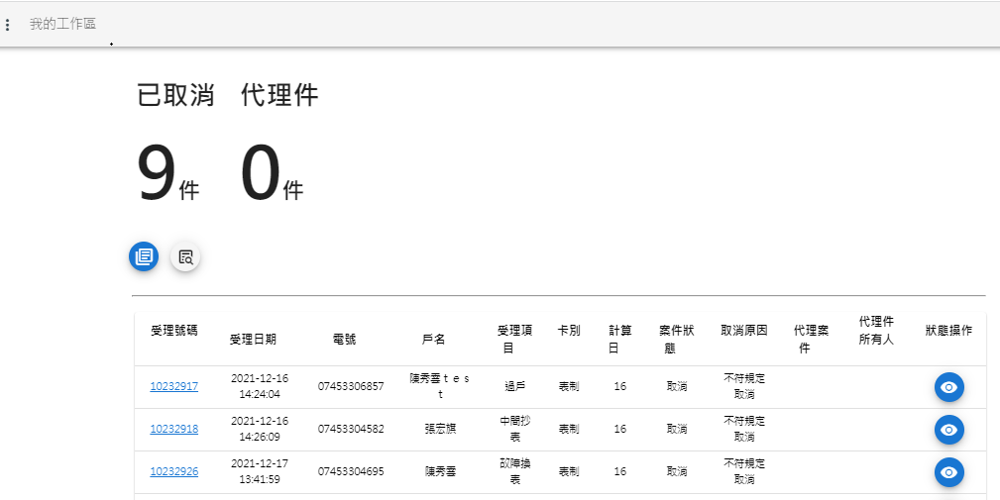 我的工作區
已取消 代理件
9件 0件
受理號碼 受理日期 電號 戶名 受理項目 卡別 計算日 案件狀態 取消原因 代理案件 代理件所有人 狀態操作
10232917 2021-12-16 14:24:04 07453306857 陳秀雲ｔｅｓｔ 過戶 表制 16 取消 不符規定取消
10232918 2021-12-16 14:26:09 07453304582 張宏旗 中間抄表 表制 16 取消 不符規定取消
10232926 2021-12-17 13:41:59 07453304695 陳秀雲 故障換表 表制 16 取消 不符規定取消